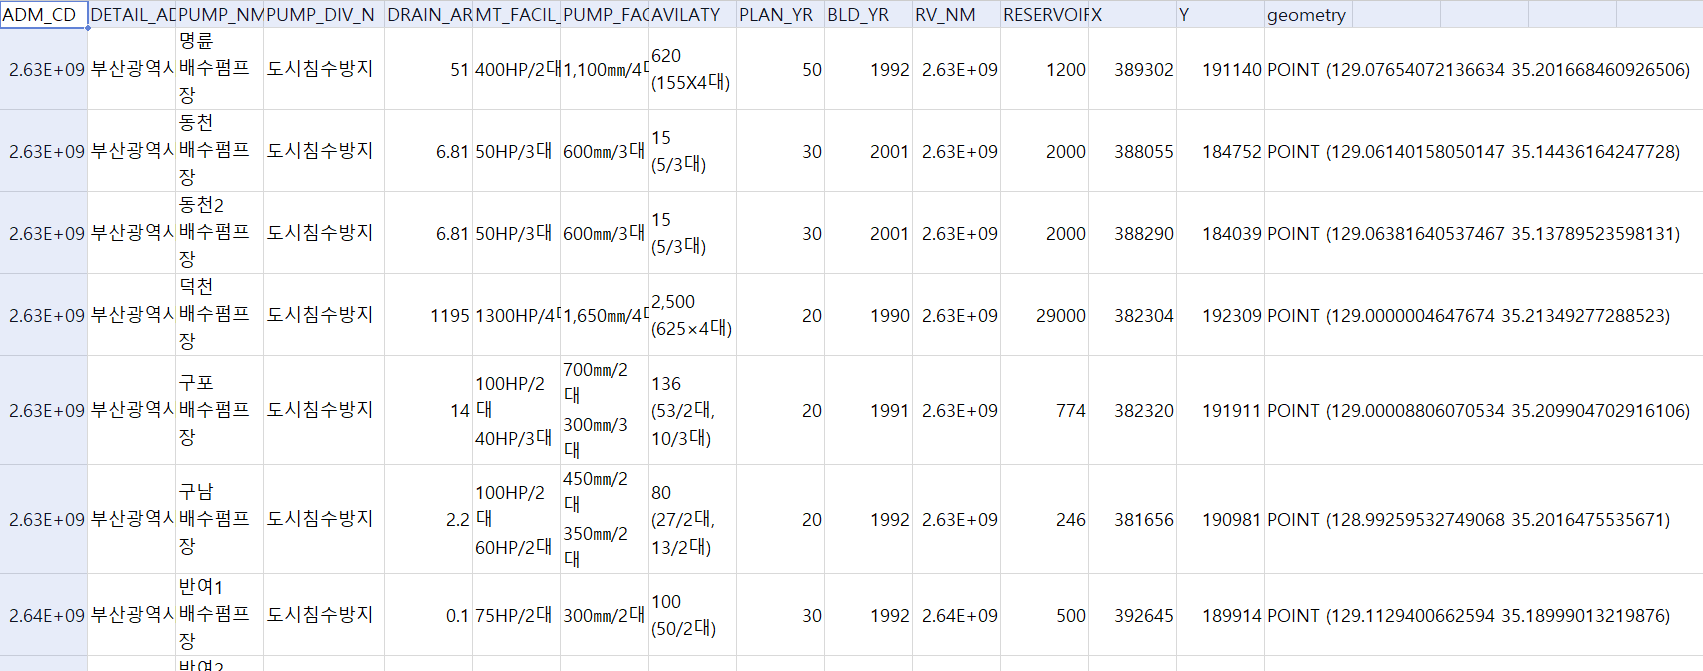 ADM_CD DETAIL_AD PUMP_NM PUMP_DIV_N DRAIN_AR MT_FACIL_ PUMP_FAC AVILATY PLAN_YR BLD_YR RV_NM RESERVOIR X Y geometry
2.63E+09 부산광역시 명륜 배수펌프장 도시침수방지 51 400HP/2대 1,100㎜/4대 620 (155X4대) 50 1992 2.63E+09 1200 389302 191140 POINT (129.07654072136634 35.201668460926506)
2.63E+09 부산광역시 동천 배수펌프장 도시침수방지 6.81 50HP/3대 600㎜/3대 15 (5/3대) 30 2001 2.63E+09 2000 388055 184752 POINT (129.06140158050147 35.14436164247728)
2.63E+09 부산광역시 동천2 배수펌프장 도시침수방지 6.81 50HP/3대 600㎜/3대 15 (5/3대) 30 2001 2.63E+09 2000 388290 184039 POINT (129.06381640537467 35.13789523598131)
2.63E+09 부산광역시 덕천 배수펌프장 도시침수방지 1195 1300HP/4대 1,650㎜/4대 2,500 (625×4대) 20 1990 2.63E+09 29000 382304 192309 POINT (129.0000004647674 35.21349277288523)
2.63E+09 부산광역시 구포 배수펌프장 도시침수방지 14 100HP/2대 40HP/3대 700㎜/2대 300㎜/3대 136 (53/2대, 10/3대) 20 1991 2.63E+09 774 382320 191911 POINT (129.00008806070534 35.209904702916106)
2.63E+09 부산광역시 구남 배수펌프장 도시침수방지 2.2 100HP/2대 60HP/2대 450㎜/2대 350㎜/2대 80 (27/2대, 13/2대) 20 1992 2.63E+09 246 381656 190981 POINT (128.99259532749068 35.2016475535671)
2.64E+09 부산광역시 반여1 배수펌프장 도시침수방지 0.1 75HP/2대 300㎜/2대 100 (50/2대) 30 1992 2.64E+09 500 392645 189914 POINT (129.1129400662594 35.18999013219876)
반여2